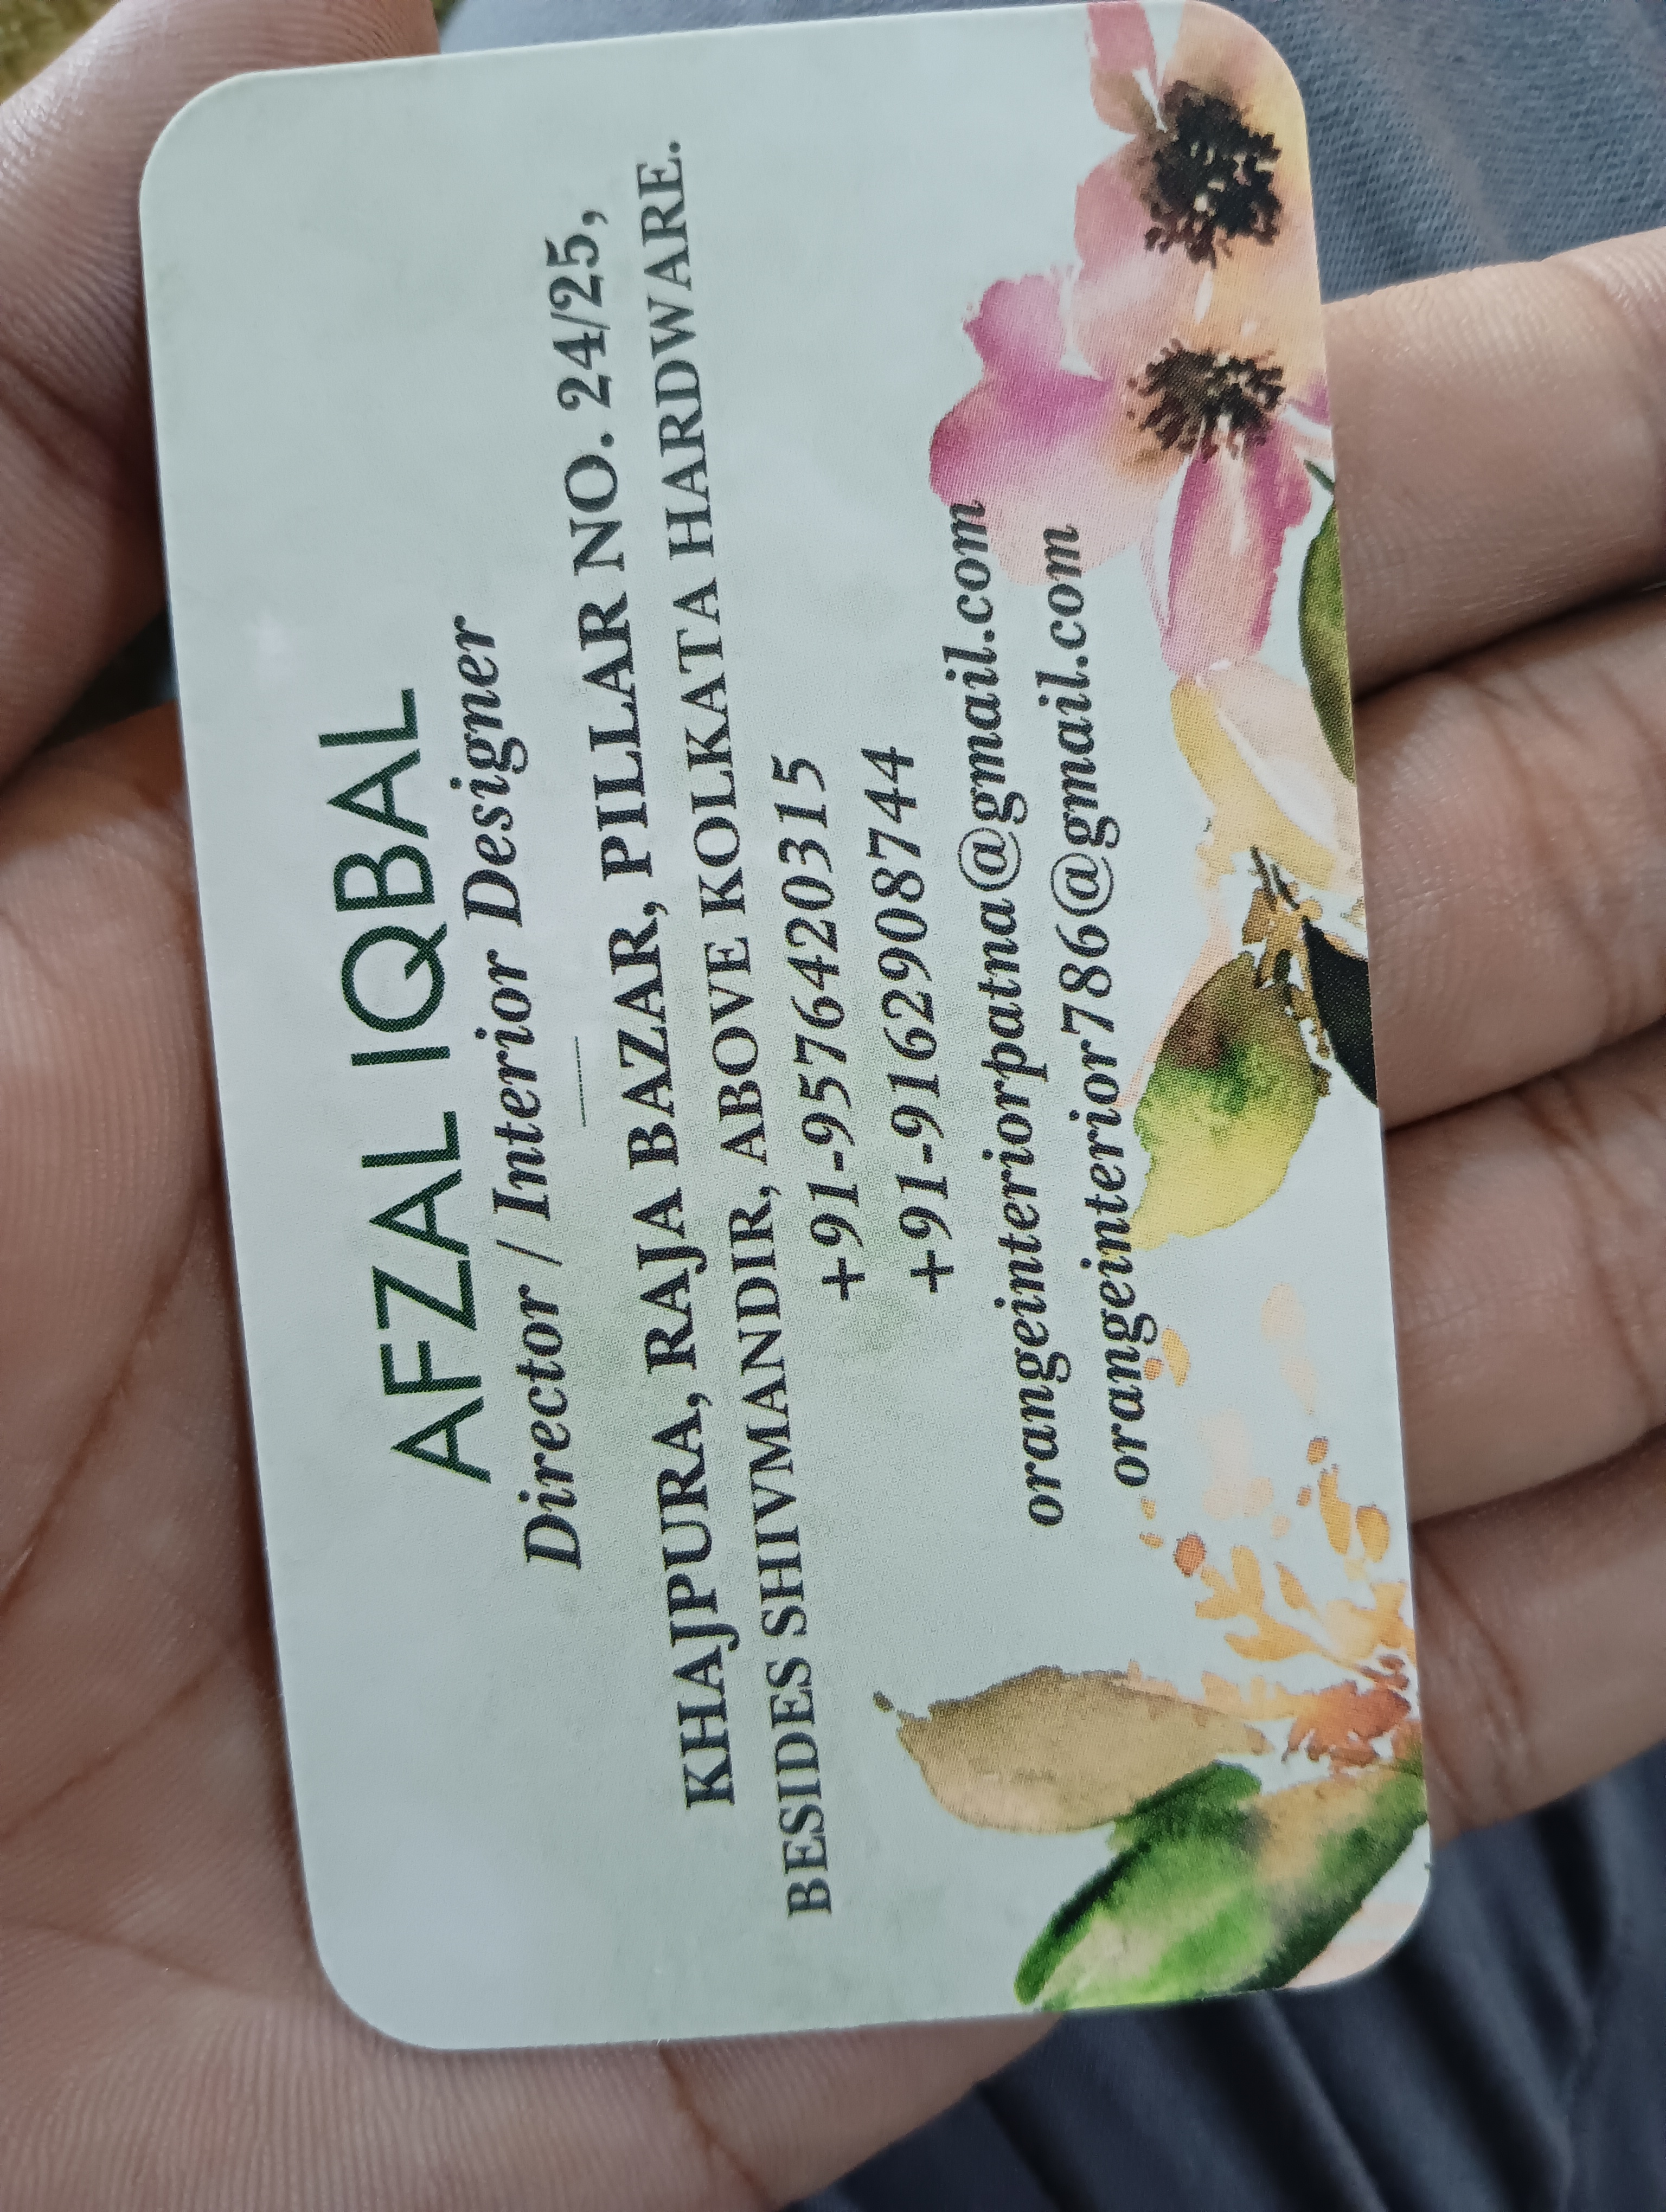 AFZAL IQBAL
Director / Interior Designer
KHAJPURA, RAJA BAZAR, PILLAR NO. 24/25,
BESIDES SHIVMANDIR, ABOVE KOLKATA HARDWARE.
+91-9576420315
+91-9162908744
orangeinteriorpatna@gmail.com
orangeinterior786@gmail.com